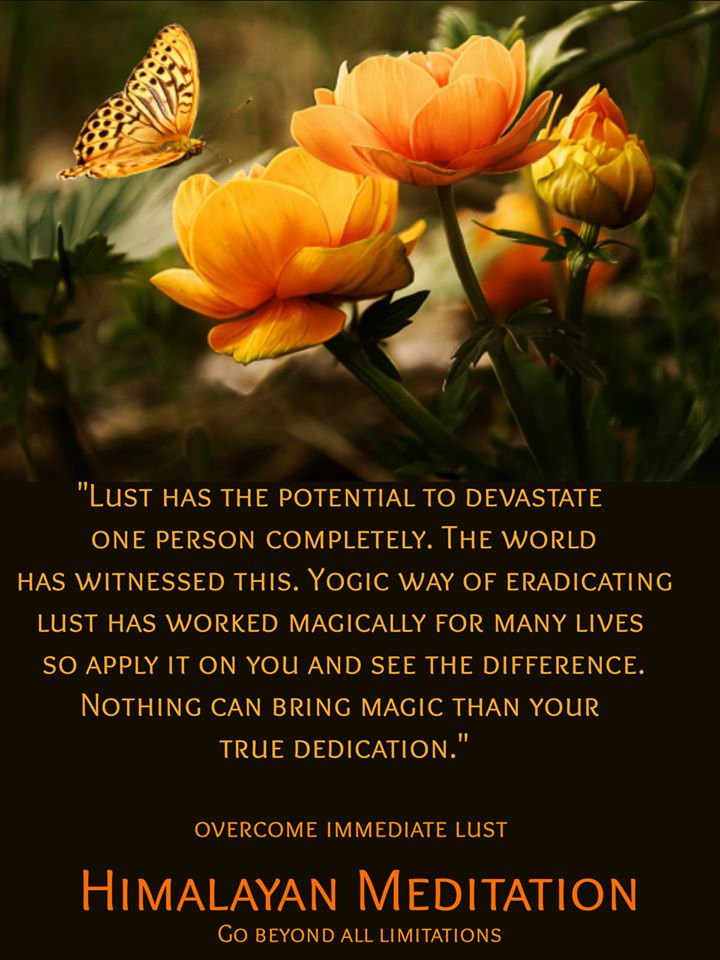 "Lust has the potential to devastate
one person completely. The world
has witnessed this. Yogic way of eradicating
lust has worked magically for many lives
so apply it on you and see the difference.
Nothing can bring magic than your
true dedication."
overcome immediate lust
Himalayan Meditation
Go beyond all limitations